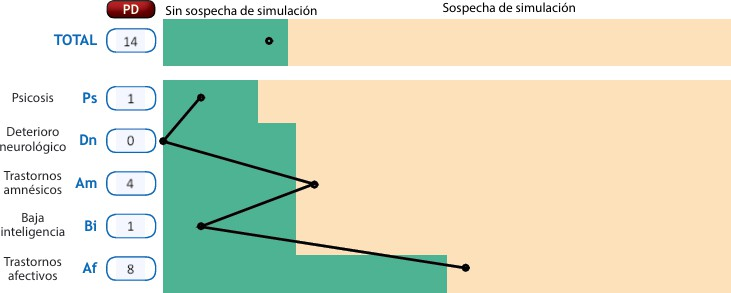 PD
Sin sospecha de simulación
Sospecha de simulación
TOTAL 14
Psicosis Ps 1
Deterioro
neurológico Dn 0
Trastornos
amnésicos Am 4
Baja
inteligencia Bi 1
Trastornos
afectivos Af 8